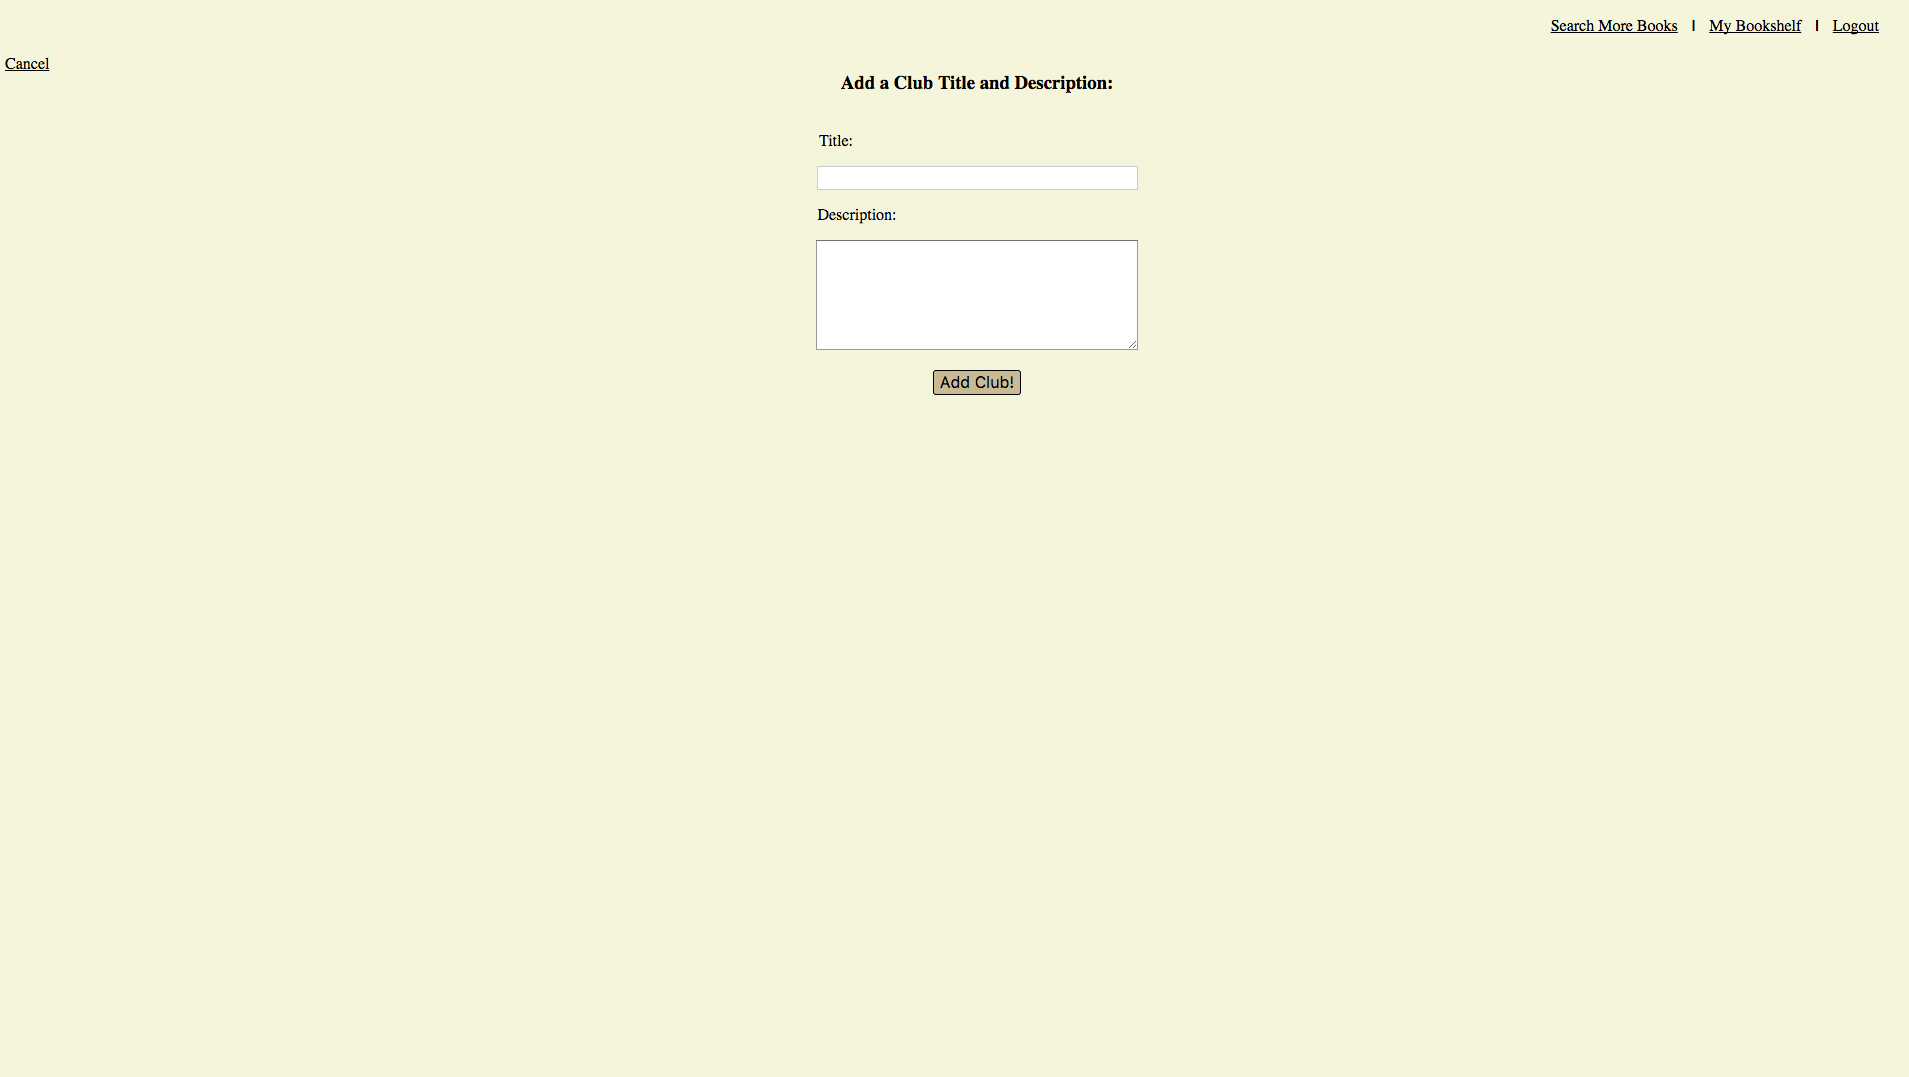 Search More Books | My Bookshelf | Logout
Cancel
Add a Club Title and Description:
Title:
Description:
Add Club!